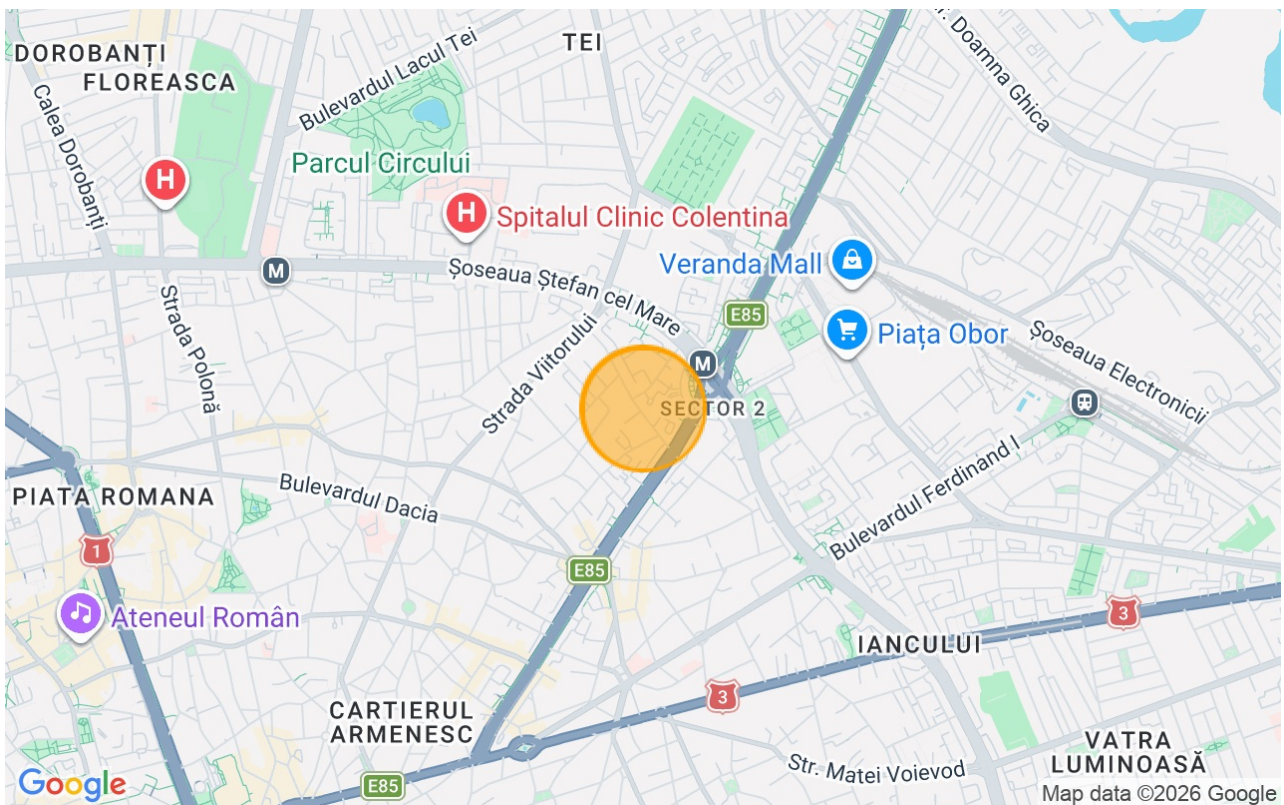 DOROBANȚI
FLOREASCA
TEI
Bulevardul Lacul Tei
Str. Doamna Ghica
Calea Dorobanți
H
Parcul Circului
H
Spitalul Clinic Colentina
Veranda Mall
M
Șoseaua Ștefan cel Mare
E85
Piața Obor
Șoseaua Electronicii
Strada Polonă
Strada Viitorului
M
SECTOR 2
PIAȚA ROMANA
Bulevardul Dacia
Bulevardul Ferdinand I
1
E85
Ateneul Român
3
IANCULUI
3
CARTIERUL
ARMENESC
VATRA
LUMINOASĂ
Str. Matei Voievod
E85
Google
Map data ©2026 Google